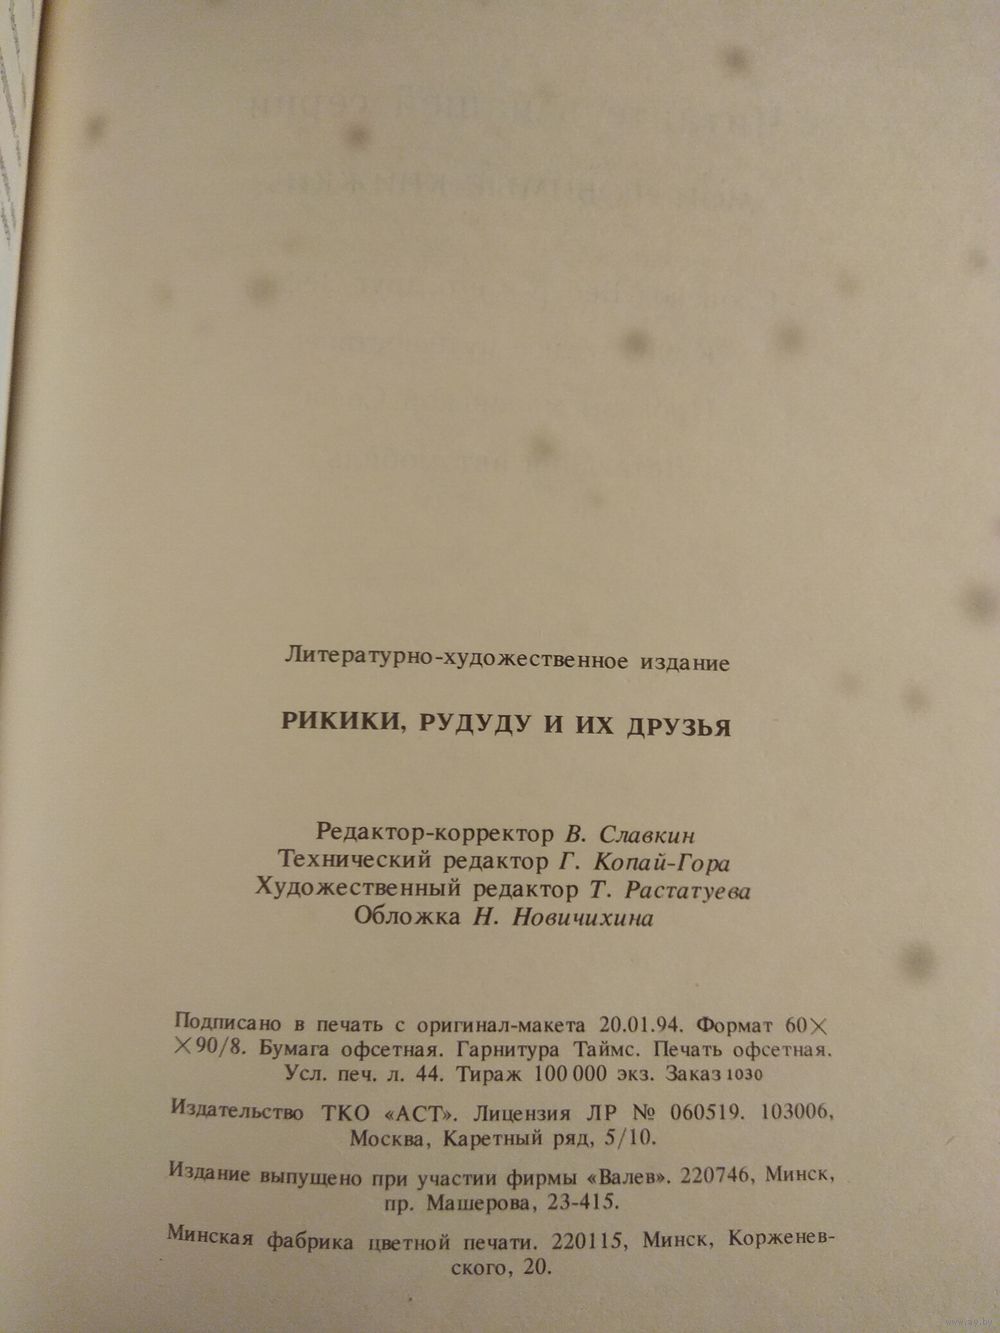 Литературно-художественное издание
РИКИКИ, РУДУДУ И ИХ ДРУЗЬЯ
Редактор-корректор В. Славкин
Технический редактор Г. Копай-Гора
Художественный редактор Т. Растатуева
Обложка Н. Новичихина
Подписано в печать с оригинал-макета 20.01.94. Формат 60×
×90/8. Бумага офсетная. Гарнитура Таймс. Печать офсетная.
Усл. печ. л. 44. Тираж 100 000 экз. Заказ 1030
Издательство ТКО «АСТ». Лицензия ЛР № 060519. 103006,
Москва, Каретный ряд, 5/10.
Издание выпущено при участии фирмы «Валев». 220746, Минск,
пр. Машерова, 23-415.
Минская фабрика цветной печати. 220115, Минск, Корженев-
ского, 20.
www.ay.by